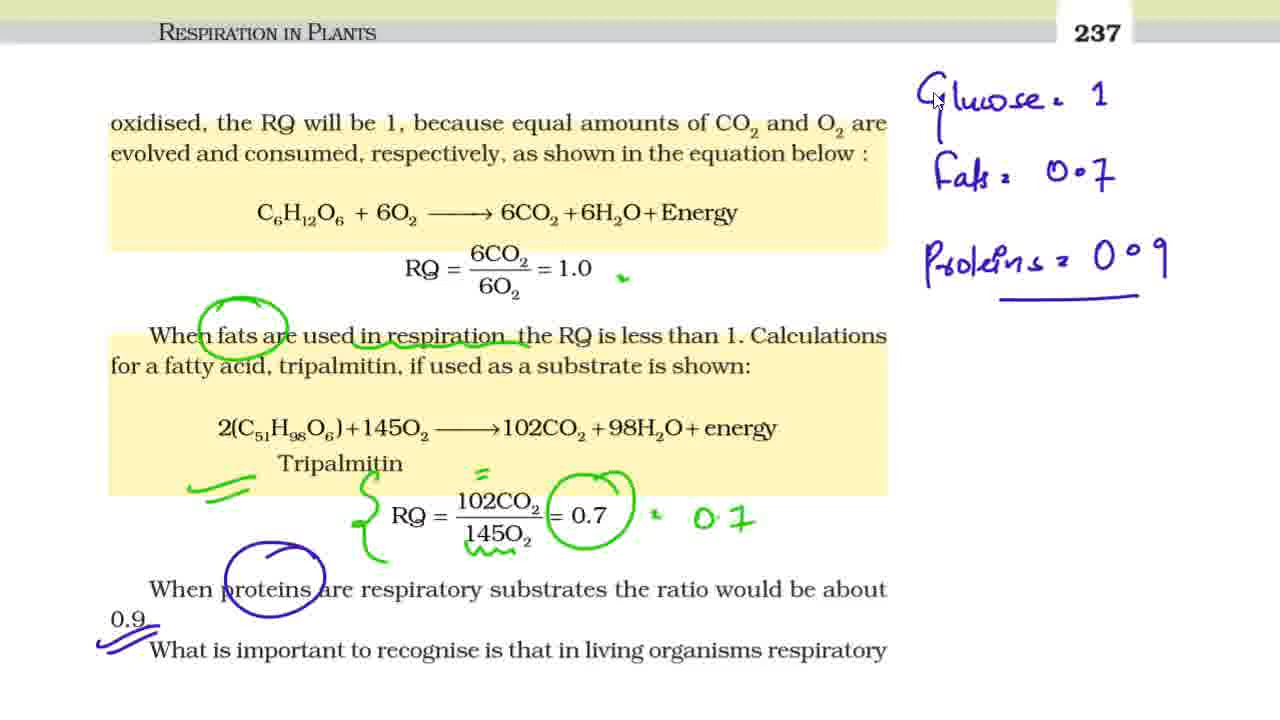 RESPIRATION IN PLANTS 237
oxidised, the RQ will be 1, because equal amounts of CO₂ and O₂ are
evolved and consumed, respectively, as shown in the equation below :
C₆H₁₂O₆ + 6O₂ ⟶ 6CO₂ + 6H₂O + Energy
RQ = 6CO₂ / 6O₂ = 1.0
When fats are used in respiration, the RQ is less than 1. Calculations
for a fatty acid, tripalmitin, if used as a substrate is shown:
2(C₅₁H₉₈O₆) + 145O₂ ⟶ 102CO₂ + 98H₂O + energy
Tripalmitin
RQ = 102CO₂ / 145O₂ = 0.7 = 0.7
When proteins are respiratory substrates the ratio would be about
0.9.
What is important to recognise is that in living organisms respiratory
Glucose = 1
Fats = 0.7
Proteins = 0.9